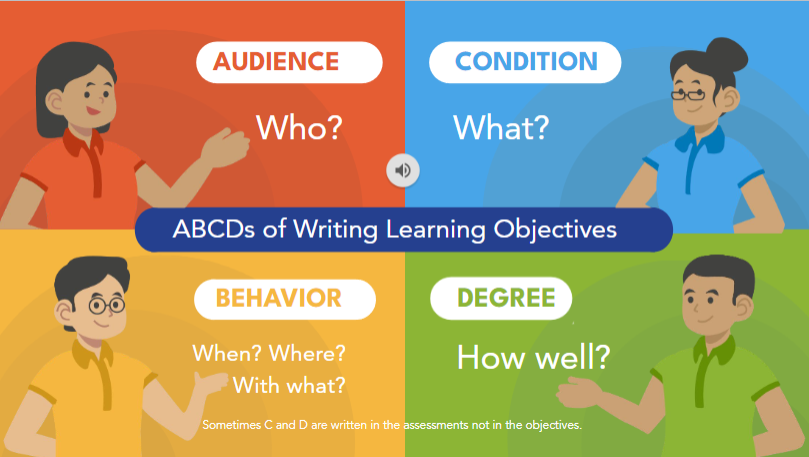 AUDIENCE
Who?
CONDITION
What?
ABCDs of Writing Learning Objectives
BEHAVIOR
When? Where?
With what?
DEGREE
How well?
Sometimes C and D are written in the assessments not in the objectives.